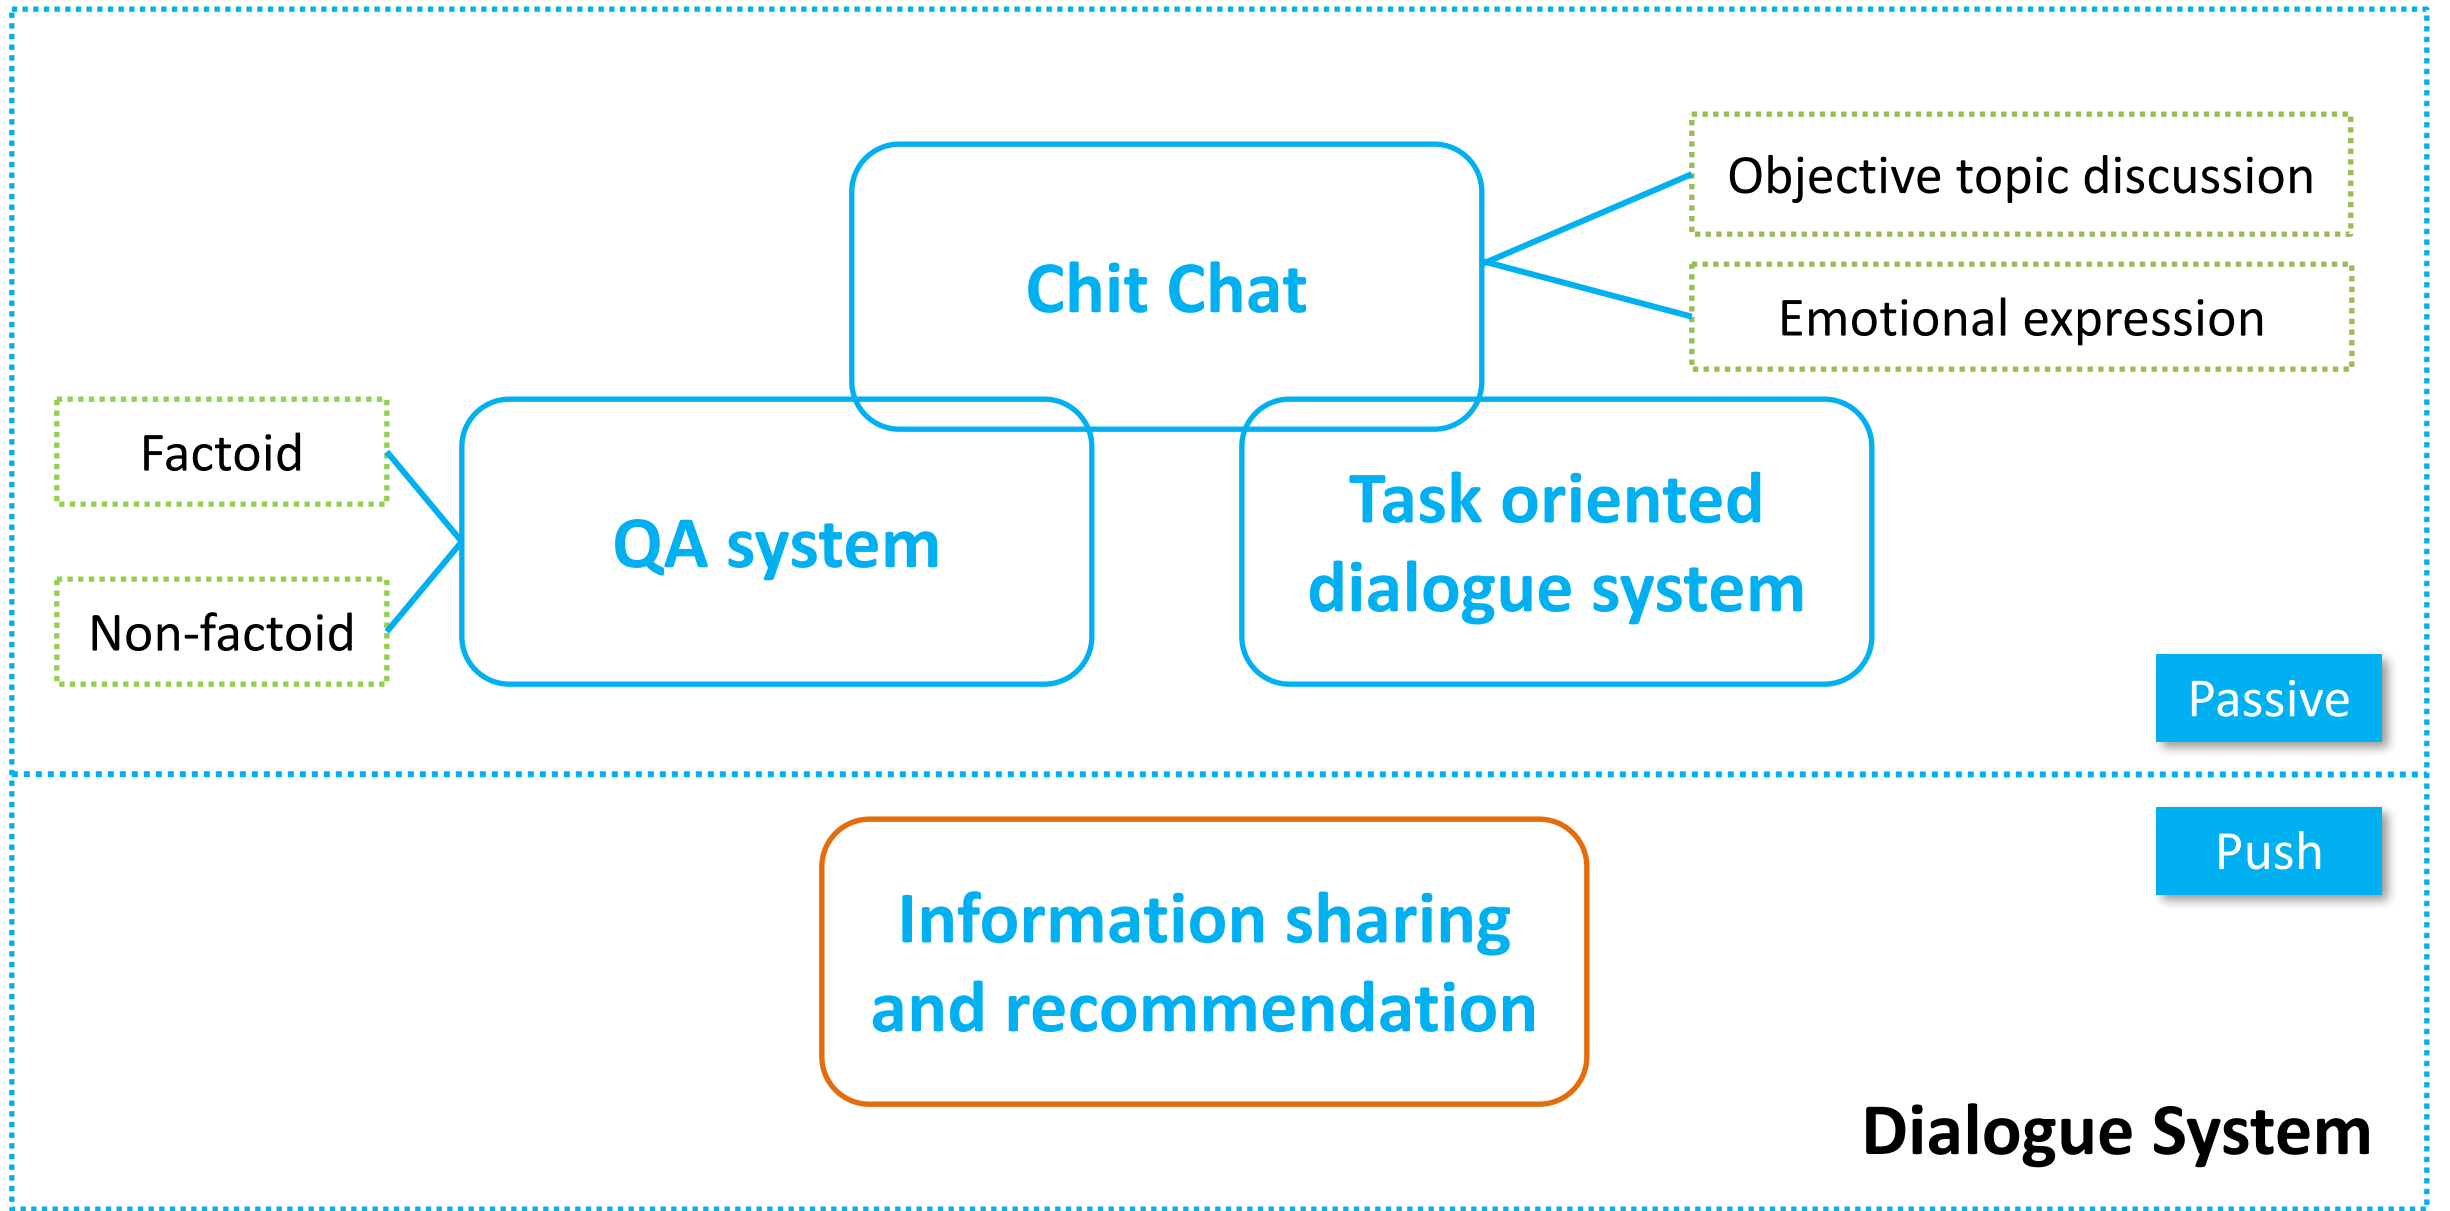 Objective topic discussion
Chit Chat
Emotional expression
Factoid
Task oriented
dialogue system
QA system
Non-factoid
Passive
Push
Information sharing
and recommendation
Dialogue System